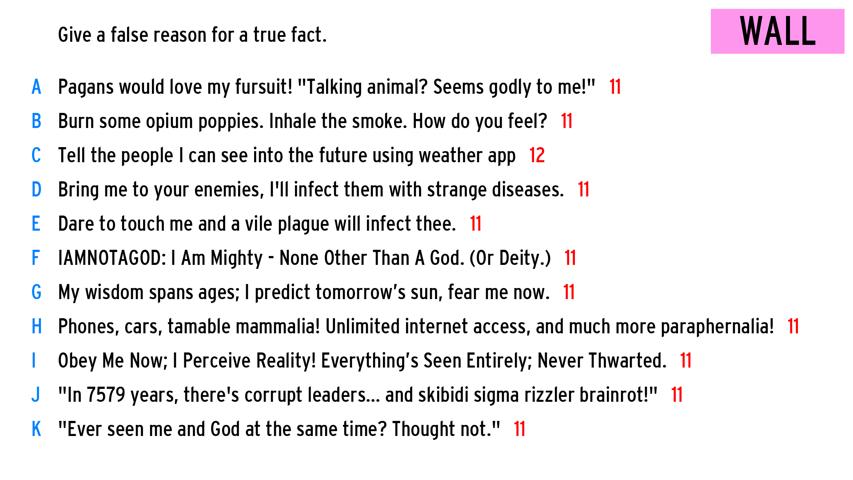 Give a false reason for a true fact.
WALL
A Pagans would love my fursuit! "Talking animal? Seems godly to me!" 11
B Burn some opium poppies. Inhale the smoke. How do you feel? 11
C Tell the people I can see into the future using weather app 12
D Bring me to your enemies, I'll infect them with strange diseases. 11
E Dare to touch me and a vile plague will infect thee. 11
F IAMNOTAGOD: I Am Mighty - None Other Than A God. (Or Deity.) 11
G My wisdom spans ages; I predict tomorrow's sun, fear me now. 11
H Phones, cars, tamable mammalia! Unlimited internet access, and much more paraphernalia! 11
I Obey Me Now; I Perceive Reality! Everything's Seen Entirely; Never Thwarted. 11
J "In 7579 years, there's corrupt leaders... and skibidi sigma rizzler brainrot!" 11
K "Ever seen me and God at the same time? Thought not." 11